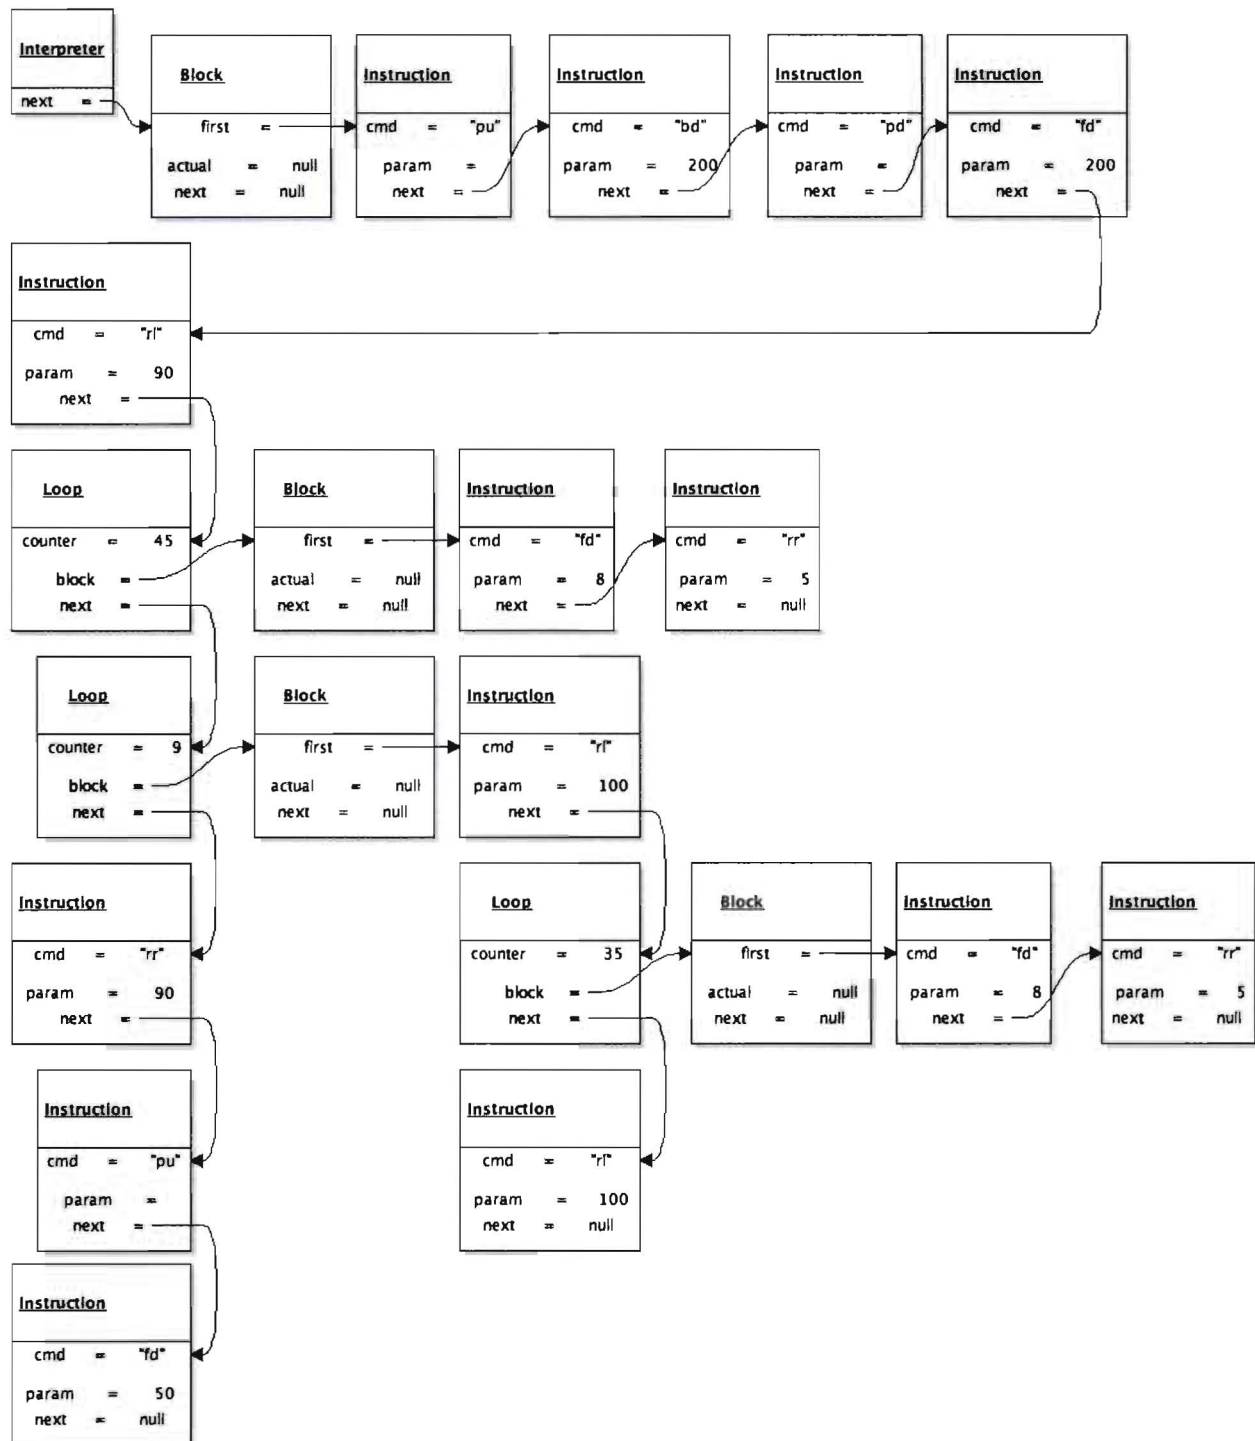 Interpreter
next =
Block
first =
actual = null
next = null
Instruction
cmd = "pu"
param =
next =
Instruction
cmd = "bd"
param = 200
next =
Instruction
cmd = "pd"
param =
next =
Instruction
cmd = "fd"
param = 200
next =
Instruction
cmd = "rl"
param = 90
next =
Loop
counter = 45
block =
next =
Block
first =
actual = null
next = null
Instruction
cmd = "fd"
param = 8
next =
Instruction
cmd = "rr"
param = 5
next = null
Loop
counter = 9
block =
next =
Block
first =
actual = null
next = null
Instruction
cmd = "rl"
param = 100
next =
Instruction
cmd = "rr"
param = 90
next =
Loop
counter = 35
block =
next =
Block
first =
actual = null
next = null
Instruction
cmd = "fd"
param = 8
next =
Instruction
cmd = "rr"
param = 5
next = null
Instruction
cmd = "pu"
param =
next =
Instruction
cmd = "rl"
param = 100
next = null
Instruction
cmd = "fd"
param = 50
next = null